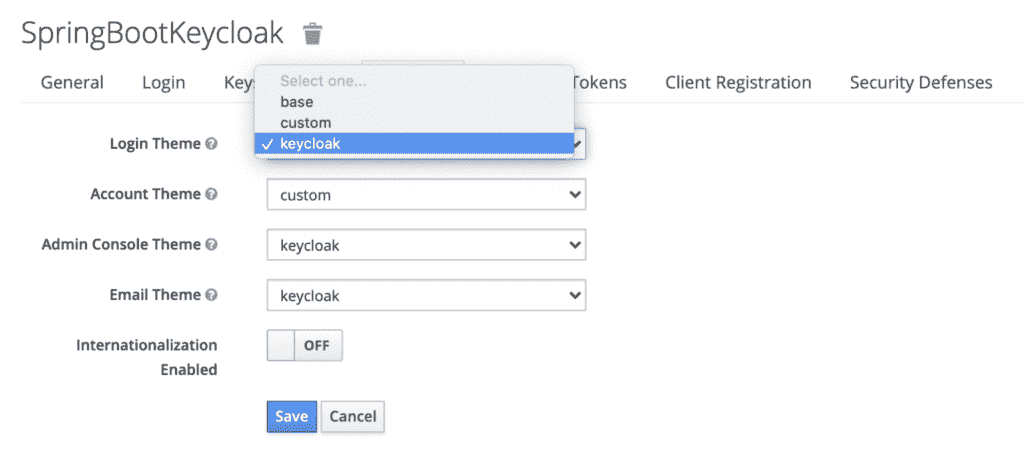 SpringBootKeycloak
General Login Key Tokens Client Registration Security Defenses
Select one...
base
custom
Login Theme keycloak
Account Theme custom
Admin Console Theme keycloak
Email Theme keycloak
Internationalization
Enabled
OFF
Save Cancel